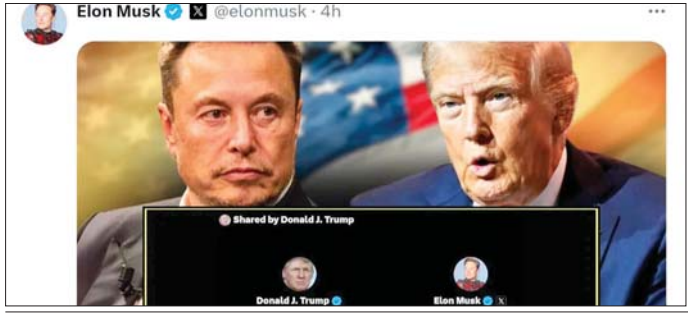 Elon Musk @elonmusk · 4h
Shared by Donald J. Trump
Donald J. Trump Elon Musk